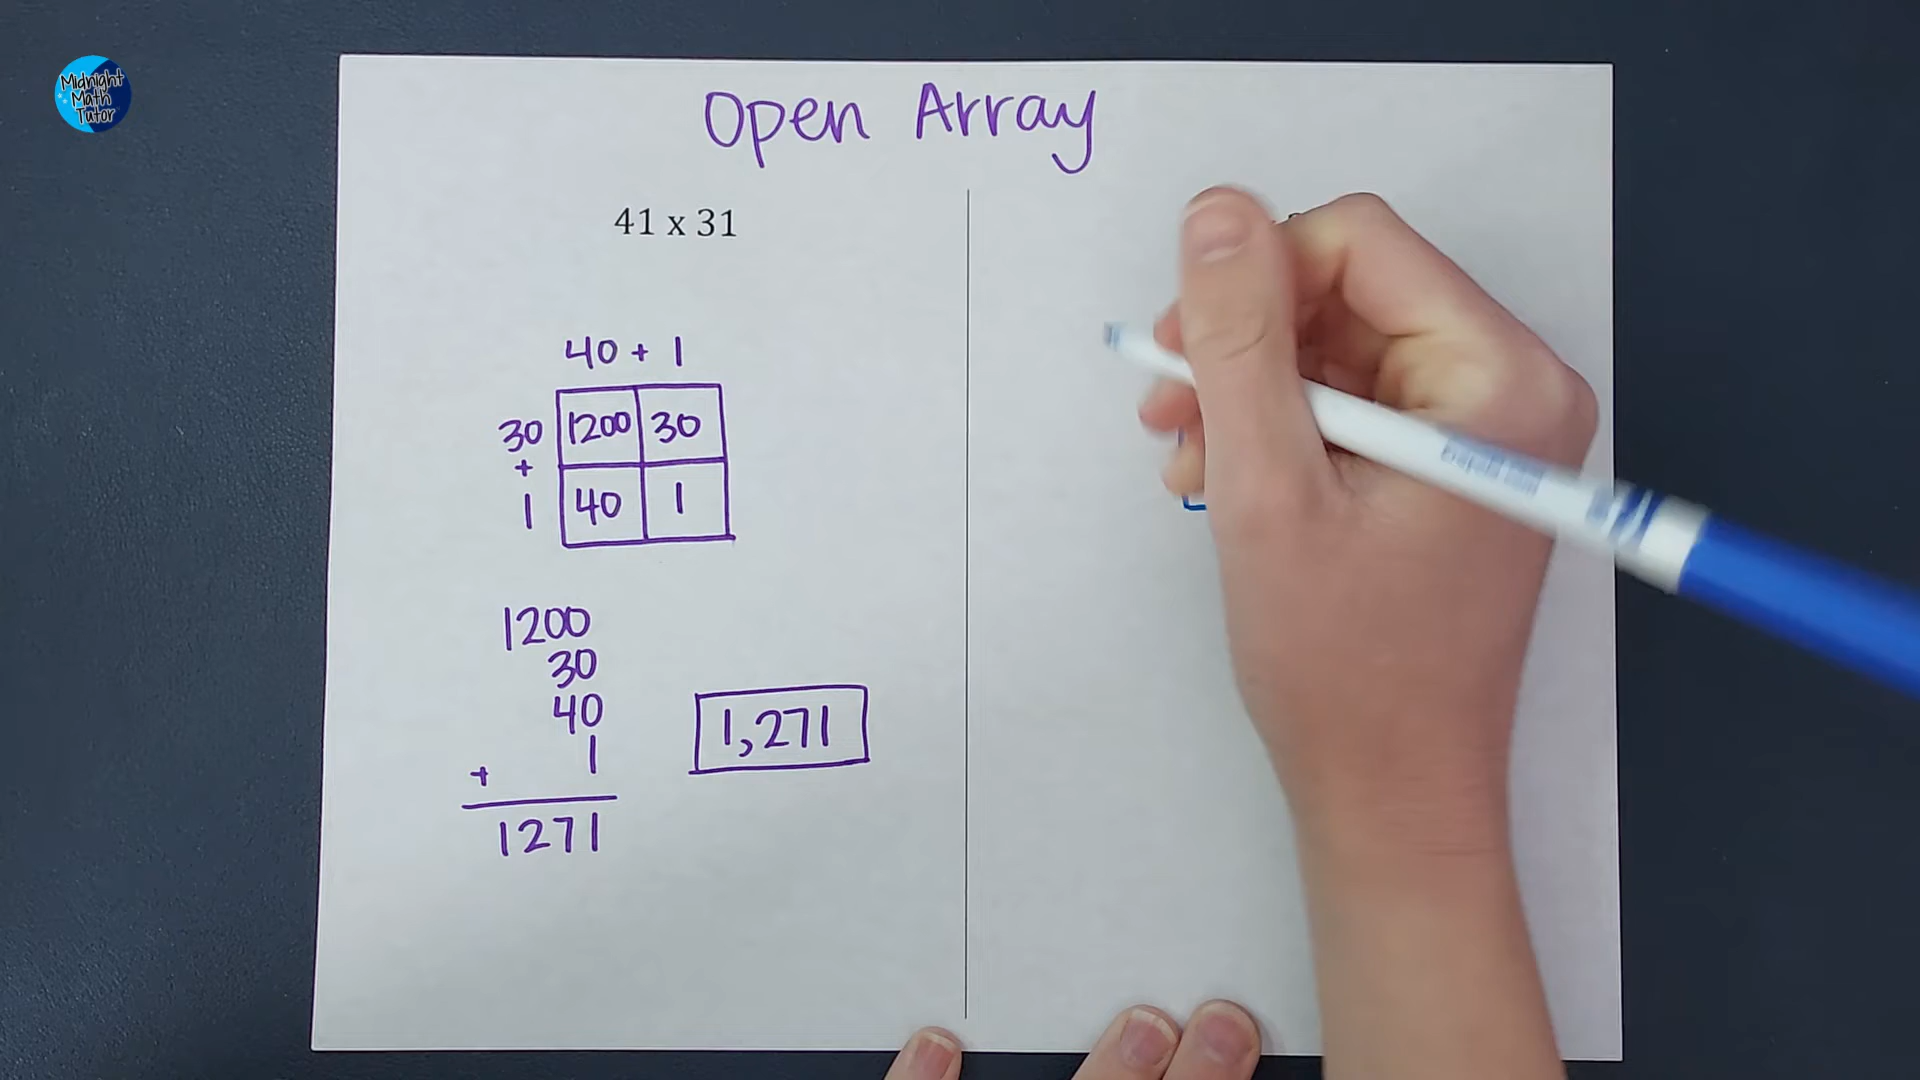 Midnight
Math
Tutor
Open Array
41 x 31
40 + 1
30 1200 30
+
1 40 1
1200
30
40
+ 1
1271
1,271